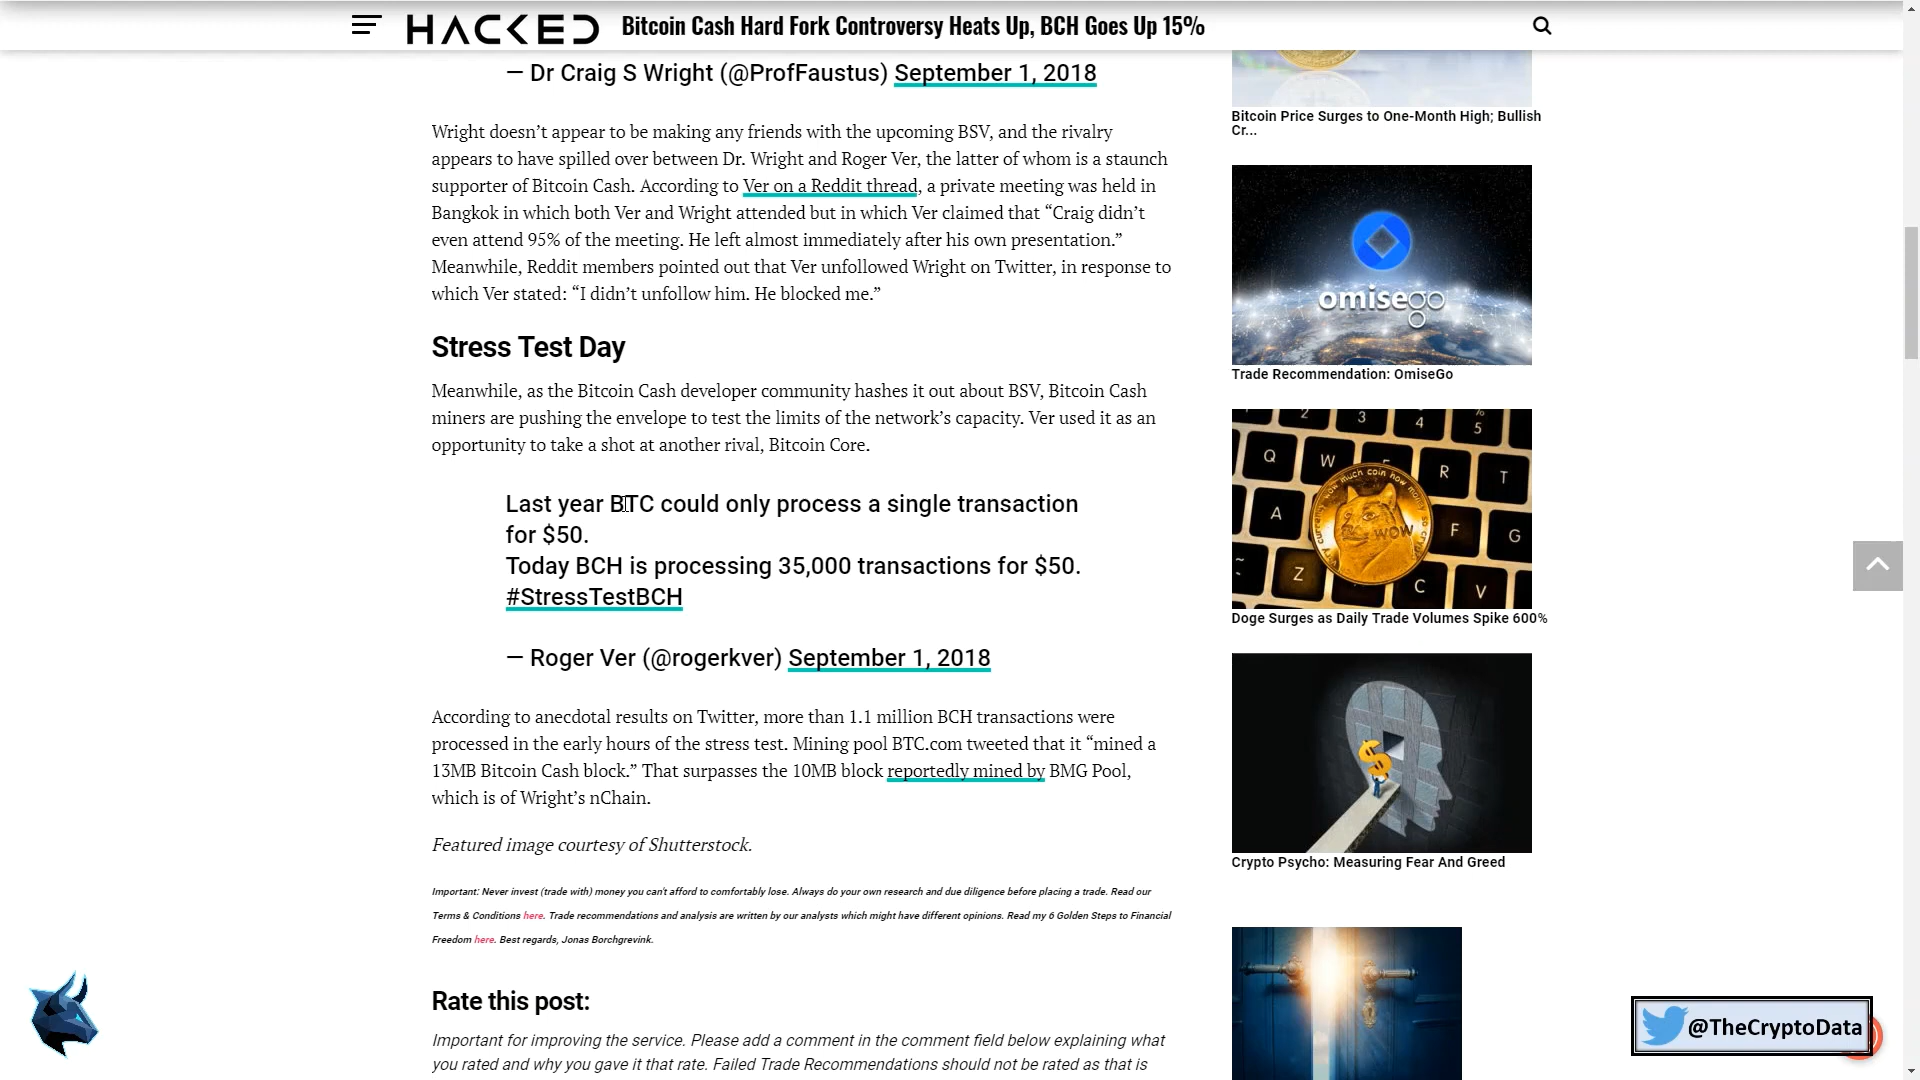 HACKED Bitcoin Cash Hard Fork Controversy Heats Up, BCH Goes Up 15%
— Dr Craig S Wright (@ProfFaustus) September 1, 2018
Wright doesn’t appear to be making any friends with the upcoming BSV, and the rivalry
appears to have spilled over between Dr. Wright and Roger Ver, the latter of whom is a staunch
supporter of Bitcoin Cash. According to Ver on a Reddit thread, a private meeting was held in
Bangkok in which both Ver and Wright attended but in which Ver claimed that “Craig didn’t
even attend 95% of the meeting. He left almost immediately after his own presentation.”
Meanwhile, Reddit members pointed out that Ver unfollowed Wright on Twitter, in response to
which Ver stated: “I didn’t unfollow him. He blocked me.”
Stress Test Day
Meanwhile, as the Bitcoin Cash developer community hashes it out about BSV, Bitcoin Cash
miners are pushing the envelope to test the limits of the network’s capacity. Ver used it as an
opportunity to take a shot at another rival, Bitcoin Core.
Last year BTC could only process a single transaction
for $50.
Today BCH is processing 35,000 transactions for $50.
#StressTestBCH
— Roger Ver (@rogerkver) September 1, 2018
According to anecdotal results on Twitter, more than 1.1 million BCH transactions were
processed in the early hours of the stress test. Mining pool BTC.com tweeted that it “mined a
13MB Bitcoin Cash block.” That surpasses the 10MB block reportedly mined by BMG Pool,
which is of Wright’s nChain.
Featured image courtesy of Shutterstock.
Important: Never invest (trade with) money you can't afford to comfortably lose. Always do your own research and due diligence before placing a trade. Read our
Terms & Conditions here. Trade recommendations and analysis are written by our analysts which might have different opinions. Read my 6 Golden Steps to Financial
Freedom here. Best regards, Jonas Borchgrevink.
Rate this post:
Important for improving the service. Please add a comment in the comment field below explaining what
you rated and why you gave it that rate. Failed Trade Recommendations should not be rated as that is
Bitcoin Price Surges to One-Month High; Bullish
Cr...
omisego
Trade Recommendation: OmiseGo
2 3 4 5
Q W R T
A F G
Z C V
WOW
Doge Surges as Daily Trade Volumes Spike 600%
Crypto Psycho: Measuring Fear And Greed
@TheCryptoData